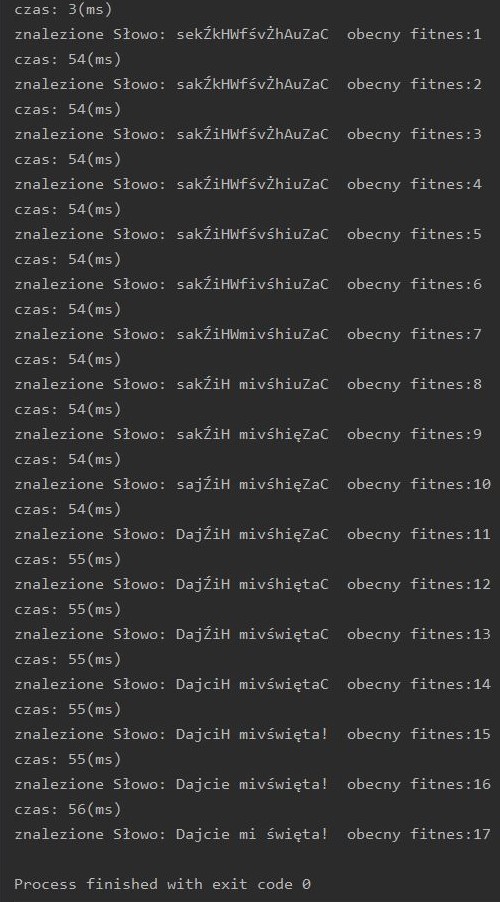 czas: 3(ms)
znalezione Słowo: sekŹkHWfśvŻhAuZaC  obecny fitnes:1
czas: 54(ms)
znalezione Słowo: sakŹkHWfśvŻhAuZaC  obecny fitnes:2
czas: 54(ms)
znalezione Słowo: sakŹiHWfśvŻhAuZaC  obecny fitnes:3
czas: 54(ms)
znalezione Słowo: sakŹiHWfśvŻhiuZaC  obecny fitnes:4
czas: 54(ms)
znalezione Słowo: sakŹiHWfśvśhiuZaC  obecny fitnes:5
czas: 54(ms)
znalezione Słowo: sakŹiHWfivśhiuZaC  obecny fitnes:6
czas: 54(ms)
znalezione Słowo: sakŹiHWmivśhiuZaC  obecny fitnes:7
czas: 54(ms)
znalezione Słowo: sakŹiH mivśhiuZaC  obecny fitnes:8
czas: 54(ms)
znalezione Słowo: sakŹiH mivśhięZaC  obecny fitnes:9
czas: 54(ms)
znalezione Słowo: sajŹiH mivśhięZaC  obecny fitnes:10
czas: 54(ms)
znalezione Słowo: DajŹiH mivśhięZaC  obecny fitnes:11
czas: 55(ms)
znalezione Słowo: DajŹiH mivśhiętaC  obecny fitnes:12
czas: 55(ms)
znalezione Słowo: DajŹiH mivświętaC  obecny fitnes:13
czas: 55(ms)
znalezione Słowo: DajciH mivświętaC  obecny fitnes:14
czas: 55(ms)
znalezione Słowo: DajciH mivświęta!  obecny fitnes:15
czas: 55(ms)
znalezione Słowo: Dajcie mivświęta!  obecny fitnes:16
czas: 56(ms)
znalezione Słowo: Dajcie mi święta!  obecny fitnes:17
Process finished with exit code 0